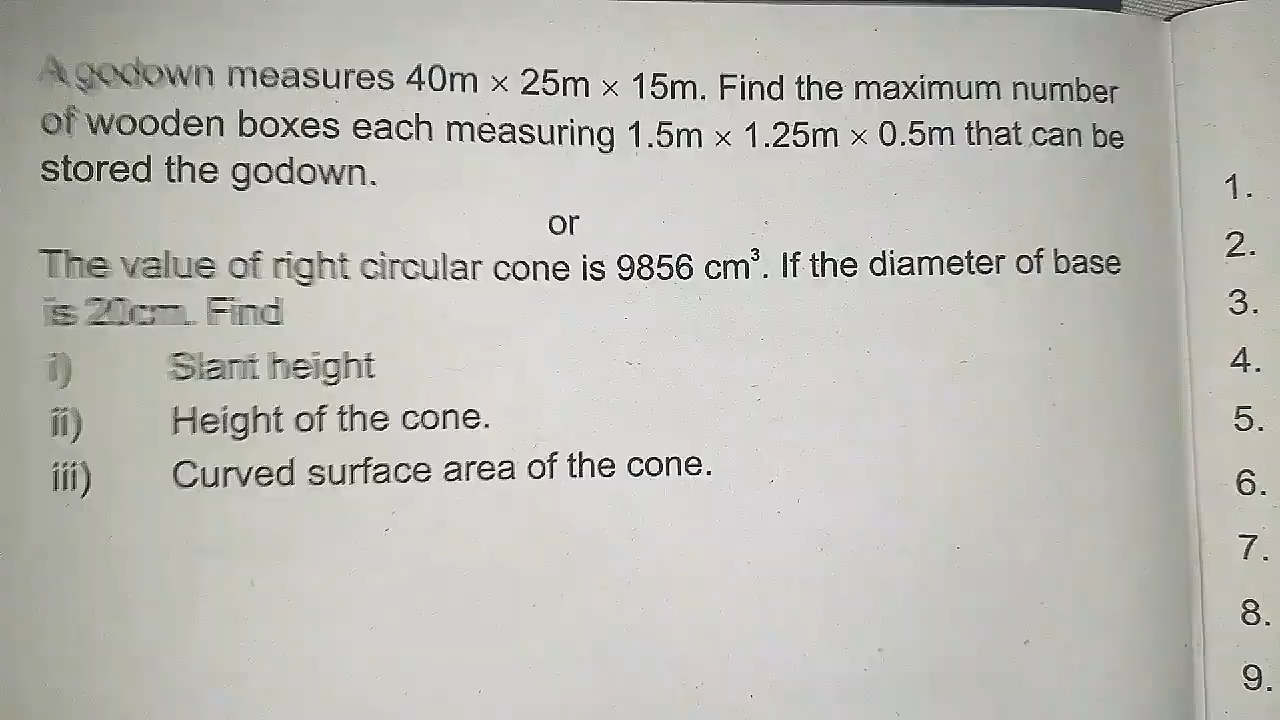 A godown measures 40m × 25m × 15m. Find the maximum number
of wooden boxes each measuring 1.5m × 1.25m × 0.5m that can be
stored the godown.
or
The value of right circular cone is 9856 cm³. If the diameter of base
is 20cm. Find
i) Slant height
ii) Height of the cone.
iii) Curved surface area of the cone.
1.
2.
3.
4.
5.
6.
7.
8.
9.